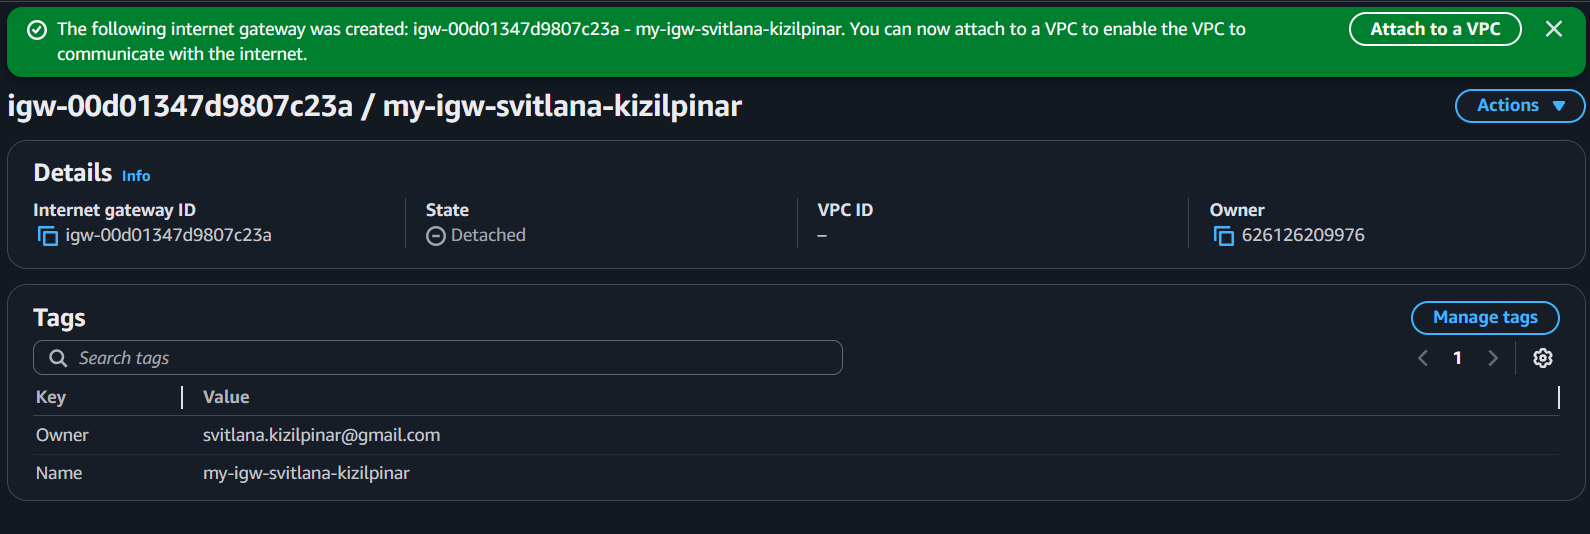 The following internet gateway was created: igw-00d01347d9807c23a - my-igw-svitlana-kizilpinar. You can now attach to a VPC to enable the VPC to
communicate with the internet.
Attach to a VPC
igw-00d01347d9807c23a / my-igw-svitlana-kizilpinar
Actions
Details Info
Internet gateway ID
igw-00d01347d9807c23a
State
Detached
VPC ID
–
Owner
626126209976
Tags
Manage tags
Search tags
1
Key Value
Owner svitlana.kizilpinar@gmail.com
Name my-igw-svitlana-kizilpinar